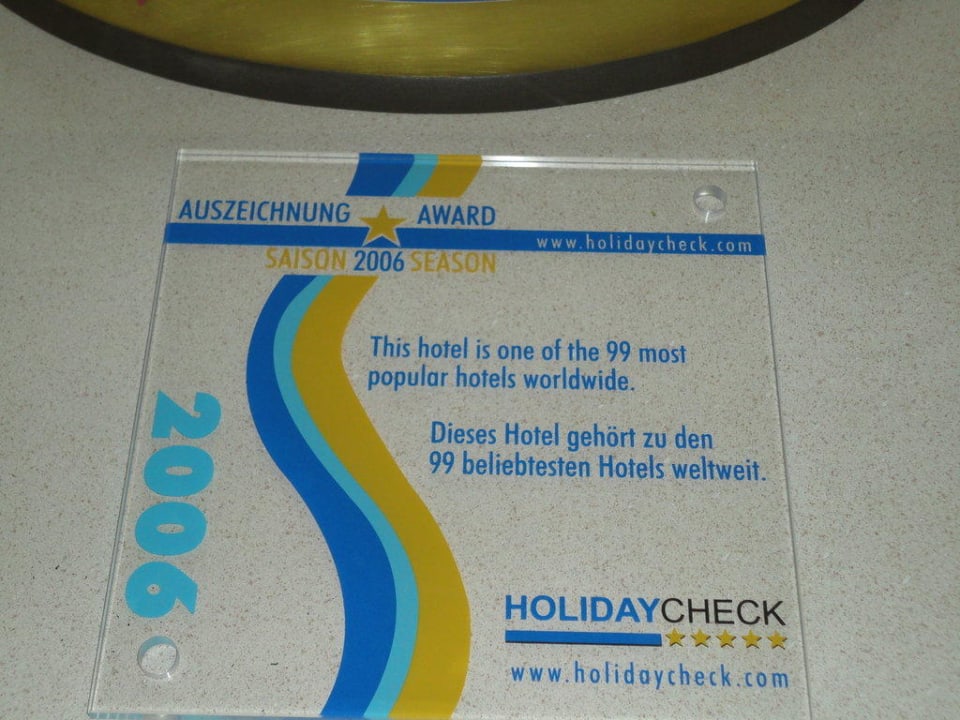 AUSZEICHNUNG AWARD
www.holidaycheck.com
SAISON 2006 SEASON
This hotel is one of the 99 most
popular hotels worldwide.
Dieses Hotel gehört zu den
99 beliebtesten Hotels weltweit.
2006
HOLIDAYCHECK
www.holidaycheck.com